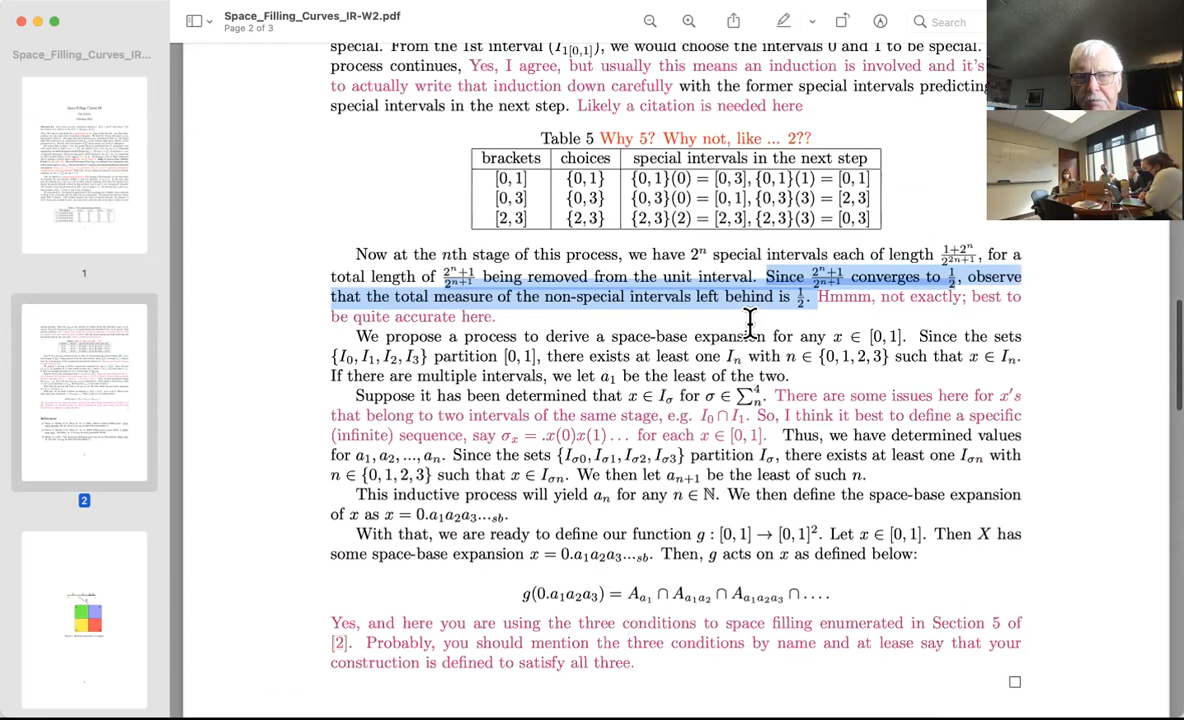 Space_Filling_Curves_IR-W2.pdf
Page 2 of 3
Search
Space_Filling_Curves_IR...
1
2
special. From the 1st interval (I₁[0,1]), we would choose the intervals 0 and 1 to be special.
process continues, Yes, I agree, but usually this means an induction is involved and it's
to actually write that induction down carefully with the former special intervals predicting
special intervals in the next step. Likely a citation is needed here
Table 5 Why 5? Why not, like ... 2??
brackets choices special intervals in the next step
[0, 1] {0, 1} {0, 1}(0) = [0, 3], {0, 1}(1) = [0, 1]
[0, 3] {0, 3} {0, 3}(0) = [0, 1], {0, 3}(3) = [2, 3]
[2, 3] {2, 3} {2, 3}(2) = [2, 3], {2, 3}(3) = [0, 3]
Now at the nth stage of this process, we have 2ⁿ special intervals each of length (1+2ⁿ)/(2²ⁿ⁺¹), for a
total length of (2ⁿ+1)/(2ⁿ⁺¹) being removed from the unit interval. Since (2ⁿ+1)/(2ⁿ⁺¹) converges to 1/2, observe
that the total measure of the non-special intervals left behind is 1/2. Hmmm, not exactly; best to
be quite accurate here.
We propose a process to derive a space-base expansion for any x ∈ [0, 1]. Since the sets
{I₀, I₁, I₂, I₃} partition [0, 1], there exists at least one Iₙ with n ∈ {0, 1, 2, 3} such that x ∈ Iₙ.
If there are multiple intervals, we let a₁ be the least of the two.
Suppose it has been determined that x ∈ I_σ for σ ∈ ∑ₙ⁴. There are some issues here for x's
that belong to two intervals of the same stage, e.g. I₀ ∩ I₁. So, I think it best to define a specific
(infinite) sequence, say σₓ = .x(0)x(1)... for each x ∈ [0, 1]. Thus, we have determined values
for a₁, a₂, ..., aₙ. Since the sets {I_σ0, I_σ1, I_σ2, I_σ3} partition I_σ, there exists at least one I_σn with
n ∈ {0, 1, 2, 3} such that x ∈ I_σn. We then let aₙ₊₁ be the least of such n.
This inductive process will yield aₙ for any n ∈ ℕ. We then define the space-base expansion
of x as x = 0.a₁a₂a₃..._sb.
With that, we are ready to define our function g : [0, 1] → [0, 1]². Let x ∈ [0, 1]. Then X has
some space-base expansion x = 0.a₁a₂a₃..._sb. Then, g acts on x as defined below:
g(0.a₁a₂a₃) = A_a₁ ∩ A_a₁a₂ ∩ A_a₁a₂a₃ ∩ . . . .
Yes, and here you are using the three conditions to space filling enumerated in Section 5 of
[2]. Probably, you should mention the three conditions by name and at lease say that your
construction is defined to satisfy all three.